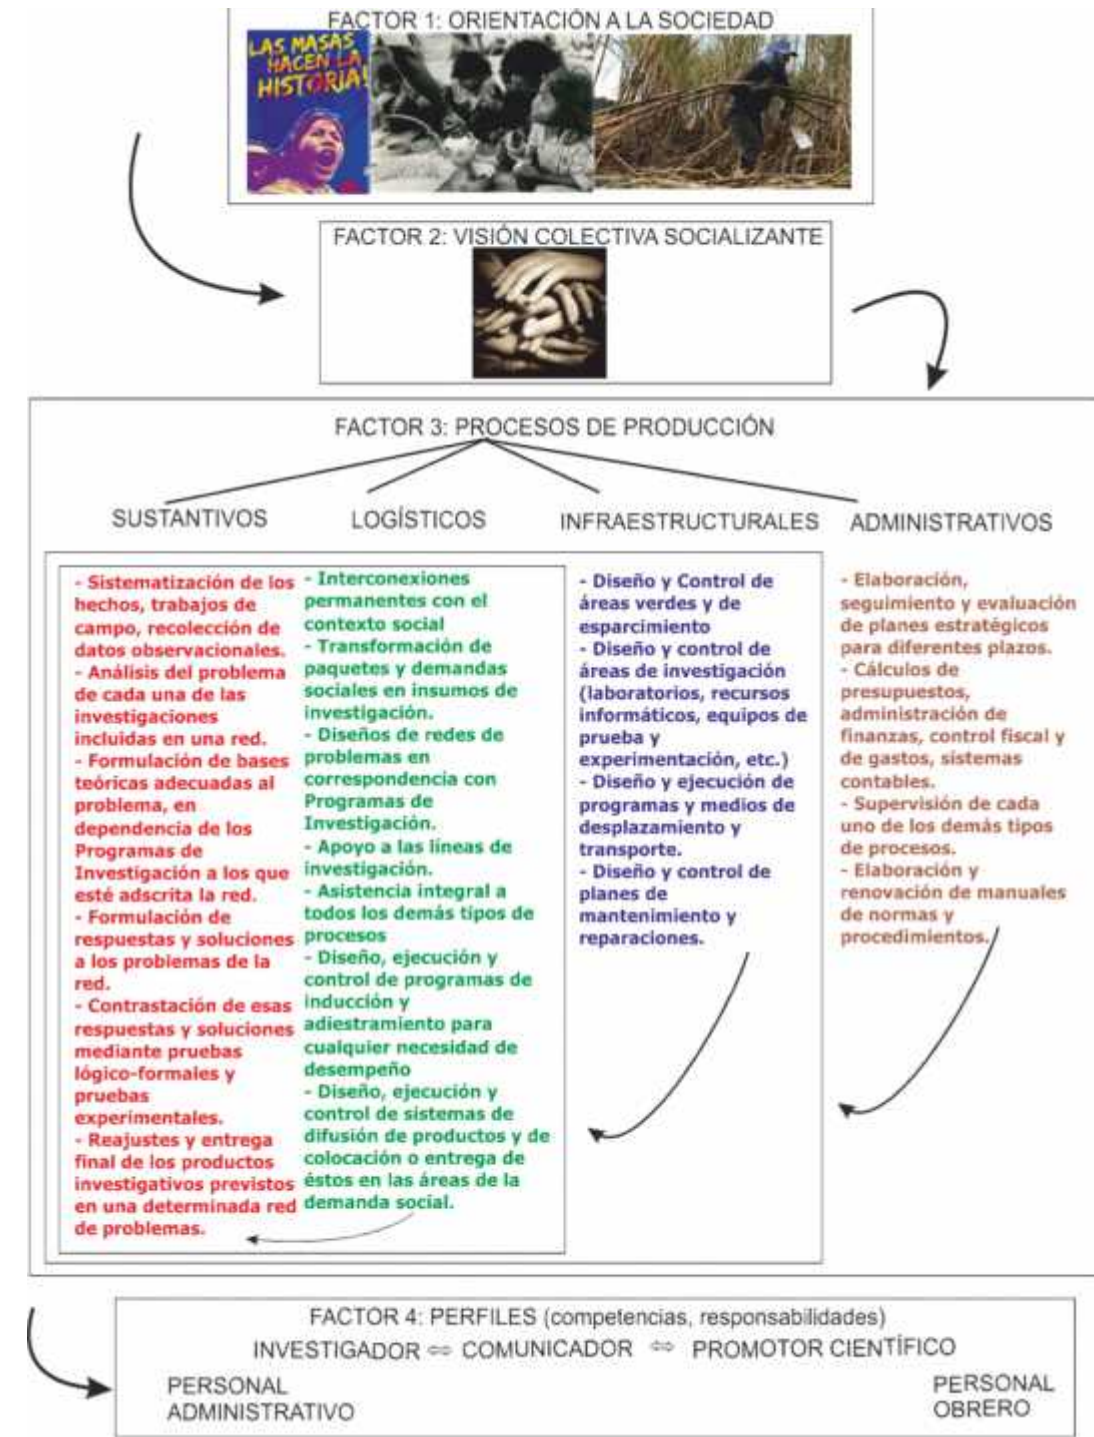 FACTOR 1: ORIENTACIÓN A LA SOCIEDAD
LAS MASAS
HACEN LA
HISTORIA!
FACTOR 2: VISIÓN COLECTIVA SOCIALIZANTE
FACTOR 3: PROCESOS DE PRODUCCIÓN
SUSTANTIVOS
- Sistematización de los
hechos, trabajos de
campo, recolección de
datos observacionales.
- Análisis del problema
de cada una de las
investigaciones
incluidas en una red.
- Formulación de bases
teóricas adecuadas al
problema, en
dependencia de los
Programas de
Investigación a los que
esté adscrita la red.
- Formulación de
respuestas y soluciones
a los problemas de la
red.
- Contrastación de esas
respuestas y soluciones
mediante pruebas
lógico-formales y
pruebas
experimentales.
- Reajustes y entrega
final de los productos
investigativos previstos
en una determinada red
de problemas.
LOGÍSTICOS
- Interconexiones
permanentes con el
contexto social
- Transformación de
paquetes y demandas
sociales en insumos de
investigación.
- Diseños de redes de
problemas en
correspondencia con
Programas de
Investigación.
- Apoyo a las líneas de
investigación.
- Asistencia integral a
todos los demás tipos de
procesos
- Diseño, ejecución y
control de programas de
inducción y
adiestramiento para
cualquier necesidad de
desempeño
- Diseño, ejecución y
control de sistemas de
difusión de productos y de
colocación o entrega de
éstos en las áreas de la
demanda social.
INFRAESTRUCTURALES
- Diseño y Control de
áreas verdes y de
esparcimiento
- Diseño y control de
áreas de investigación
(laboratorios, recursos
informáticos, equipos de
prueba y
experimentación, etc.)
- Diseño y ejecución de
programas y medios de
desplazamiento y
transporte.
- Diseño y control de
planes de
mantenimiento y
reparaciones.
ADMINISTRATIVOS
- Elaboración,
seguimiento y evaluación
de planes estratégicos
para diferentes plazos.
- Cálculos de
presupuestos,
administración de
finanzas, control fiscal y
de gastos, sistemas
contables.
- Supervisión de cada
uno de los demás tipos
de procesos.
- Elaboración y
renovación de manuales
de normas y
procedimientos.
FACTOR 4: PERFILES (competencias, responsabilidades)
INVESTIGADOR ⇔ COMUNICADOR ⇔ PROMOTOR CIENTÍFICO
PERSONAL
ADMINISTRATIVO
PERSONAL
OBRERO